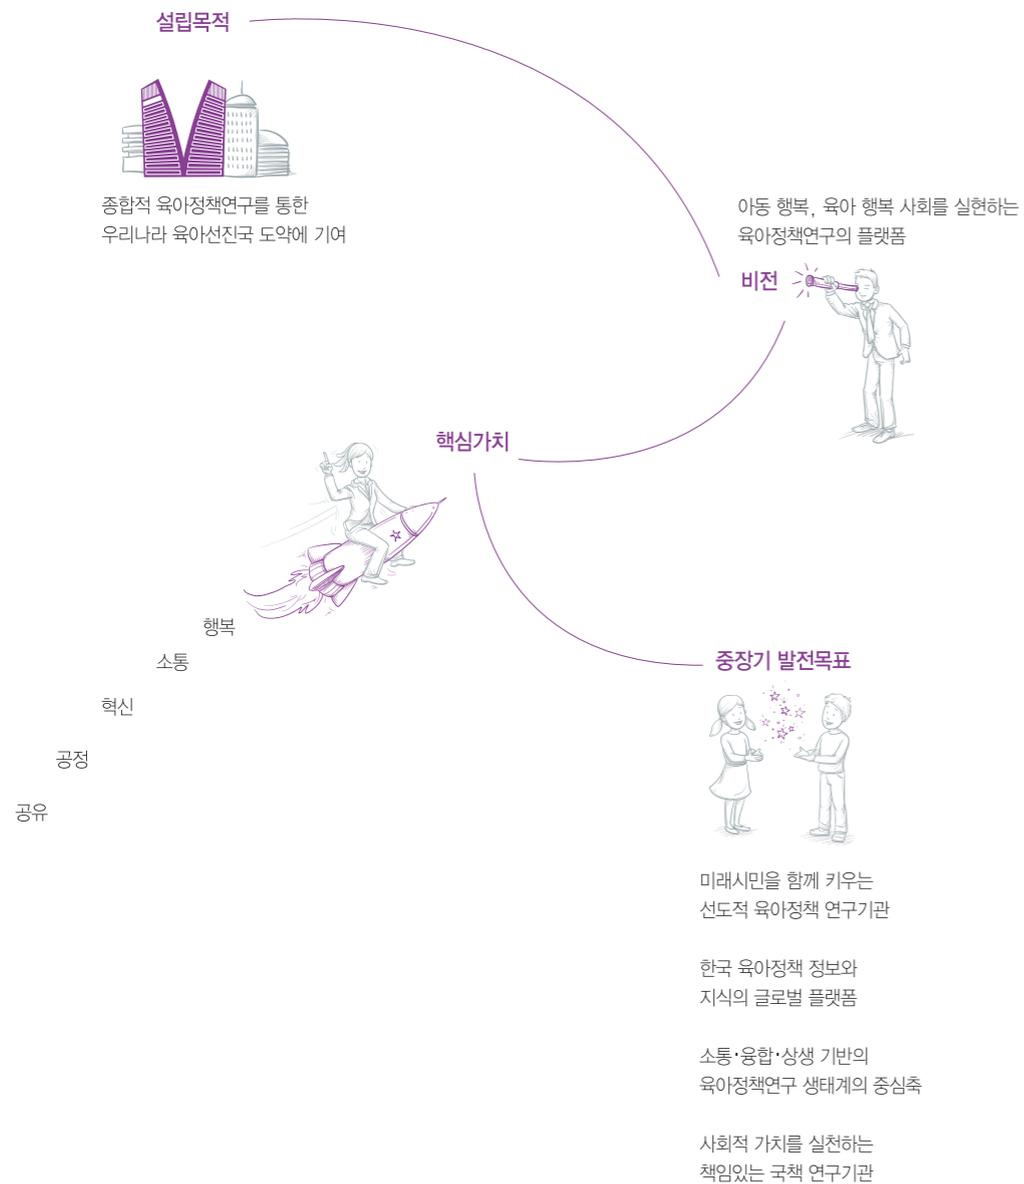 설립목적
종합적 육아정책연구를 통한
우리나라 육아선진국 도약에 기여
아동 행복, 육아 행복 사회를 실현하는
육아정책연구의 플랫폼
비전
핵심가치
행복
소통
혁신
공정
공유
중장기 발전목표
미래시민을 함께 키우는
선도적 육아정책 연구기관
한국 육아정책 정보와
지식의 글로벌 플랫폼
소통·융합·상생 기반의
육아정책연구 생태계의 중심축
사회적 가치를 실천하는
책임있는 국책 연구기관